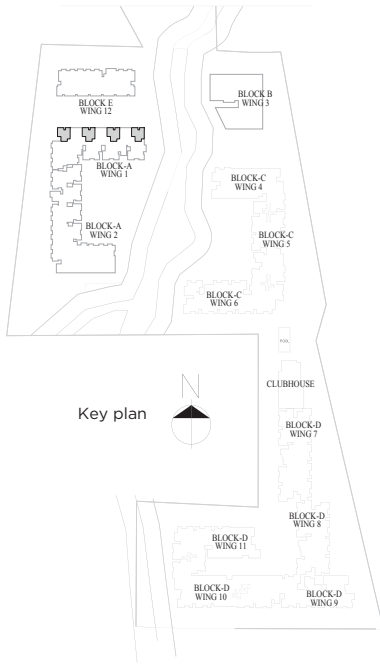 BLOCK E
WING 12
BLOCK B
WING 3
BLOCK-A
WING 1
BLOCK-C
WING 4
BLOCK-A
WING 2
BLOCK-C
WING 5
BLOCK-C
WING 6
POOL
CLUBHOUSE
N
Key plan
BLOCK-D
WING 7
BLOCK-D
WING 8
BLOCK-D
WING 11
BLOCK-D
WING 10
BLOCK-D
WING 9